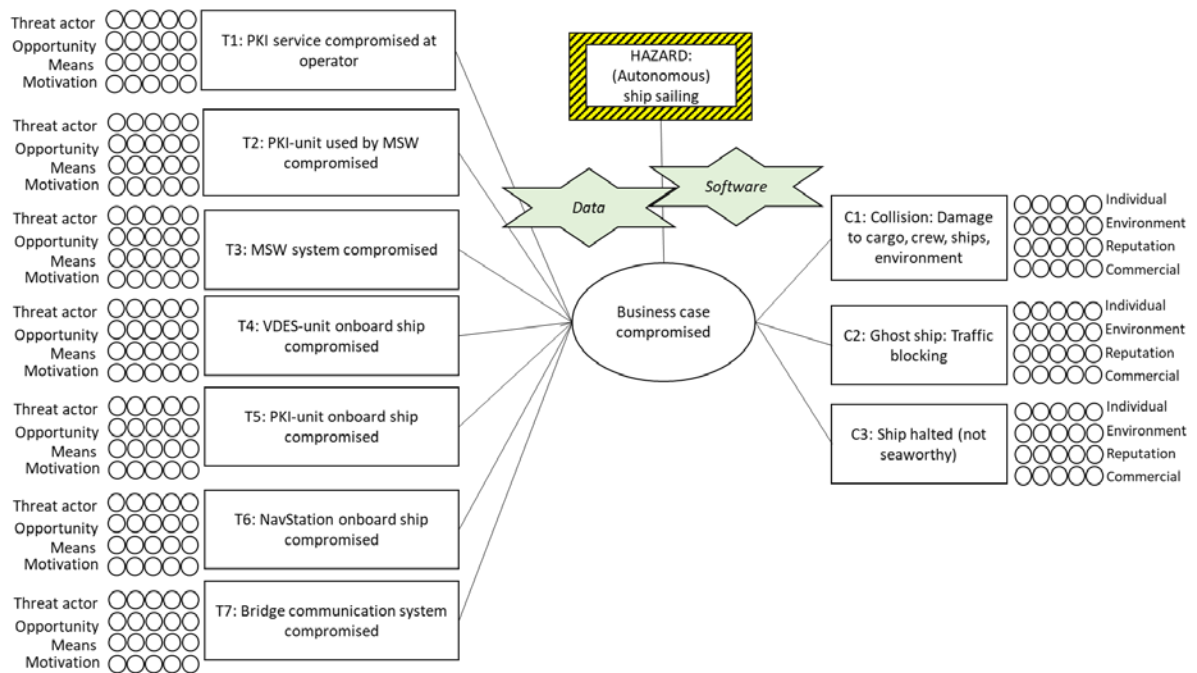 Threat actor
Opportunity
Means
Motivation
T1: PKI service compromised at
operator
Threat actor
Opportunity
Means
Motivation
T2: PKI-unit used by MSW
compromised
Threat actor
Opportunity
Means
Motivation
T3: MSW system compromised
Threat actor
Opportunity
Means
Motivation
T4: VDES-unit onboard ship
compromised
Threat actor
Opportunity
Means
Motivation
T5: PKI-unit onboard ship
compromised
Threat actor
Opportunity
Means
Motivation
T6: NavStation onboard ship
compromised
Threat actor
Opportunity
Means
Motivation
T7: Bridge communication system
compromised
HAZARD:
(Autonomous)
ship sailing
Data
Software
Business case
compromised
C1: Collision: Damage
to cargo, crew, ships,
environment
Individual
Environment
Reputation
Commercial
C2: Ghost ship: Traffic
blocking
Individual
Environment
Reputation
Commercial
C3: Ship halted (not
seaworthy)
Individual
Environment
Reputation
Commercial